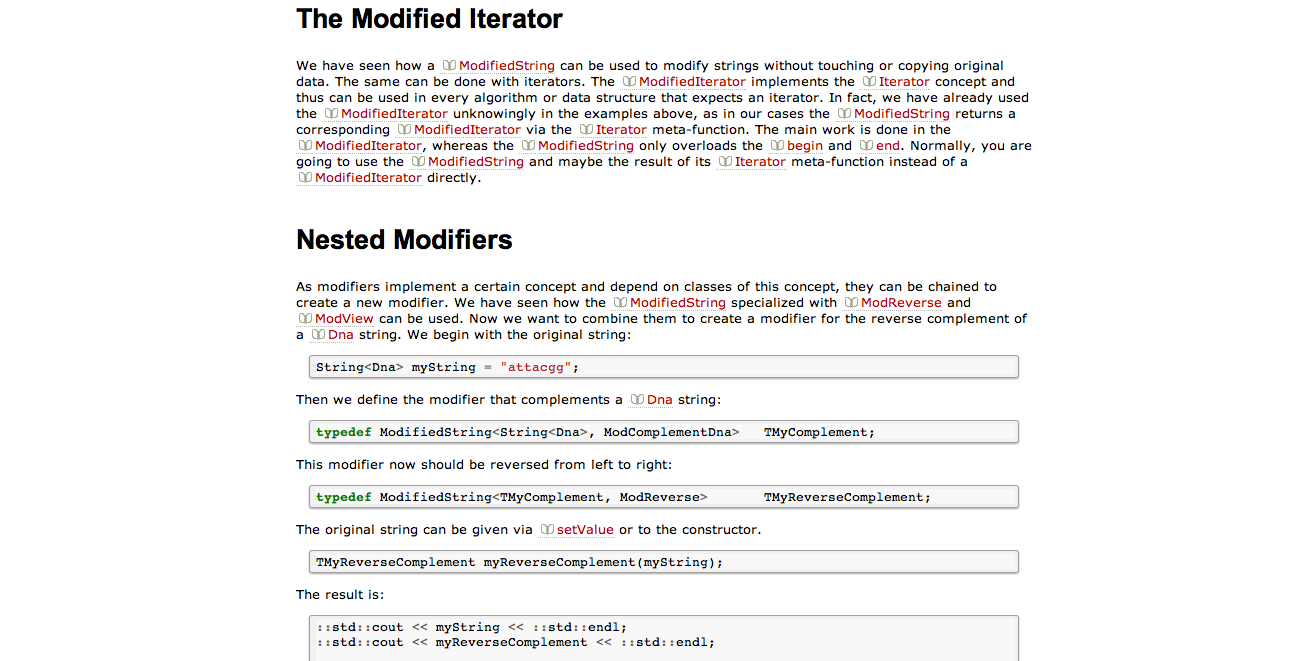 The Modified Iterator
We have seen how a ModifiedString can be used to modify strings without touching or copying original
data. The same can be done with iterators. The ModifiedIterator implements the Iterator concept and
thus can be used in every algorithm or data structure that expects an iterator. In fact, we have already used
the ModifiedIterator unknowingly in the examples above, as in our cases the ModifiedString returns a
corresponding ModifiedIterator via the Iterator meta-function. The main work is done in the
ModifiedIterator, whereas the ModifiedString only overloads the begin and end. Normally, you are
going to use the ModifiedString and maybe the result of its Iterator meta-function instead of a
ModifiedIterator directly.
Nested Modifiers
As modifiers implement a certain concept and depend on classes of this concept, they can be chained to
create a new modifier. We have seen how the ModifiedString specialized with ModReverse and
ModView can be used. Now we want to combine them to create a modifier for the reverse complement of
a Dna string. We begin with the original string:
String<Dna> myString = "attacgg";
Then we define the modifier that complements a Dna string:
typedef ModifiedString<String<Dna>, ModComplementDna>   TMyComplement;
This modifier now should be reversed from left to right:
typedef ModifiedString<TMyComplement, ModReverse>       TMyReverseComplement;
The original string can be given via setValue or to the constructor.
TMyReverseComplement myReverseComplement(myString);
The result is:
::std::cout << myString << ::std::endl;
::std::cout << myReverseComplement << ::std::endl;